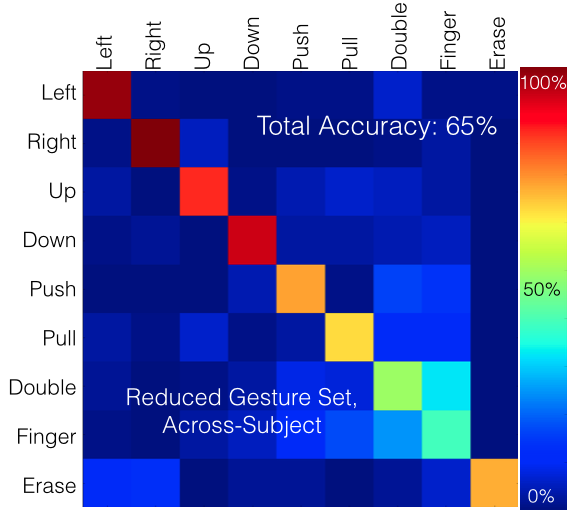 Left Right Up Down Push Pull Double Finger Erase
100%
Left
Total Accuracy: 65%
Right
Up
Down
Push
50%
Pull
Double
Reduced Gesture Set,
Across-Subject
Finger
Erase
0%